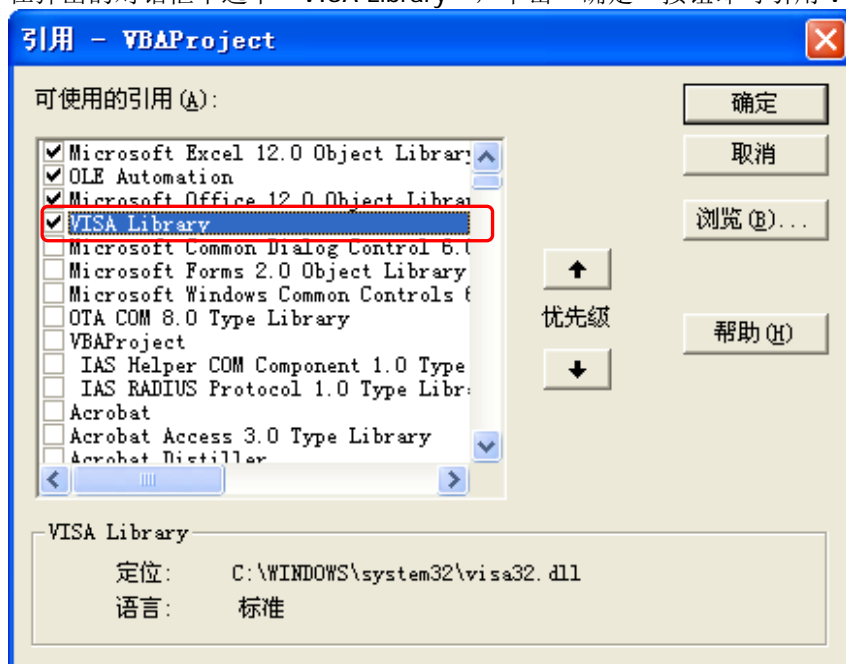 引用 - VBAProject
可使用的引用(A):
Microsoft Excel 12.0 Object Library
OLE Automation
Microsoft Office 12.0 Object Librar
VISA Library
Microsoft Common Dialog Control 6.0
Microsoft Forms 2.0 Object Library
Microsoft Windows Common Controls 6
OTA COM 8.0 Type Library
VBAProject
IAS Helper COM Component 1.0 Type
IAS RADIUS Protocol 1.0 Type Libr
Acrobat
Acrobat Access 3.0 Type Library
Acrobat Distiller
优先级
确定
取消
浏览(B)...
帮助(H)
VISA Library
定位: C:\WINDOWS\system32\visa32.dll
语言: 标准